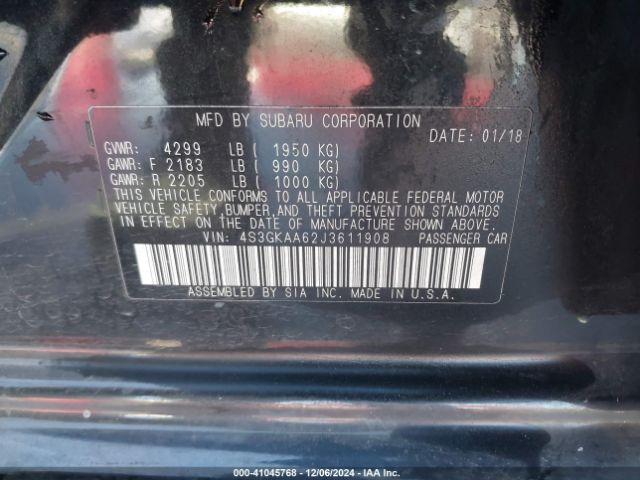 MFD BY SUBARU CORPORATION
DATE: 01/18
GVWR: 4299 LB ( 1950 KG)
GAWR: F 2183 LB ( 990 KG)
GAWR: R 2205 LB ( 1000 KG)
THIS VEHICLE CONFORMS TO ALL APPLICABLE FEDERAL MOTOR
VEHICLE SAFETY,BUMPER,AND THEFT PREVENTION STANDARDS
IN EFFECT ON THE DATE OF MANUFACTURE SHOWN ABOVE.
VIN: 4S3GKAA62J3611908 PASSENGER CAR
ASSEMBLED BY SIA INC. MADE IN U.S.A.
000-41045768 - 12/06/2024 - IAA Inc.